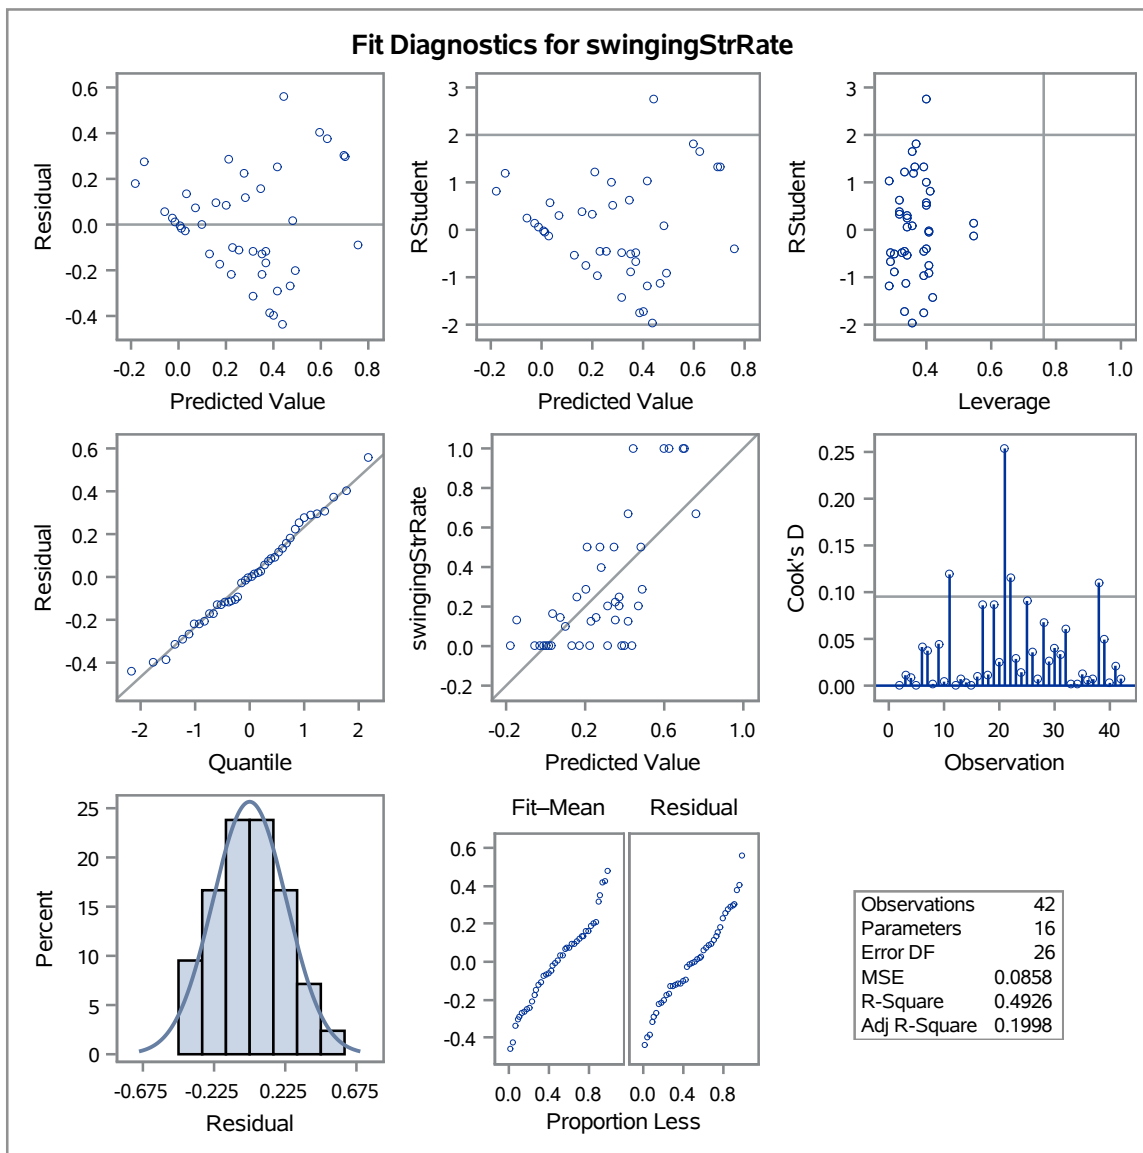 Fit Diagnostics for swingingStrRate
Residual
0.6
0.4
0.2
0.0
-0.2
-0.4
-0.2 0.0 0.2 0.4 0.6 0.8
Predicted Value
RStudent
3
2
1
0
-1
-2
-0.2 0.0 0.2 0.4 0.6 0.8
Predicted Value
RStudent
3
2
1
0
-1
-2
0.4 0.6 0.8 1.0
Leverage
Residual
0.6
0.4
0.2
0.0
-0.2
-0.4
-2 -1 0 1 2
Quantile
swingingStrRate
1.0
0.8
0.6
0.4
0.2
0.0
-0.2
-0.2 0.2 0.6 1.0
Predicted Value
Cook's D
0.25
0.20
0.15
0.10
0.05
0.00
0 10 20 30 40
Observation
Percent
25
20
15
10
5
0
-0.675 -0.225 0.225 0.675
Residual
Fit–Mean Residual
0.6
0.4
0.2
0.0
-0.2
-0.4
0.0 0.4 0.8 0.0 0.4 0.8
Proportion Less
Observations 42
Parameters 16
Error DF 26
MSE 0.0858
R-Square 0.4926
Adj R-Square 0.1998